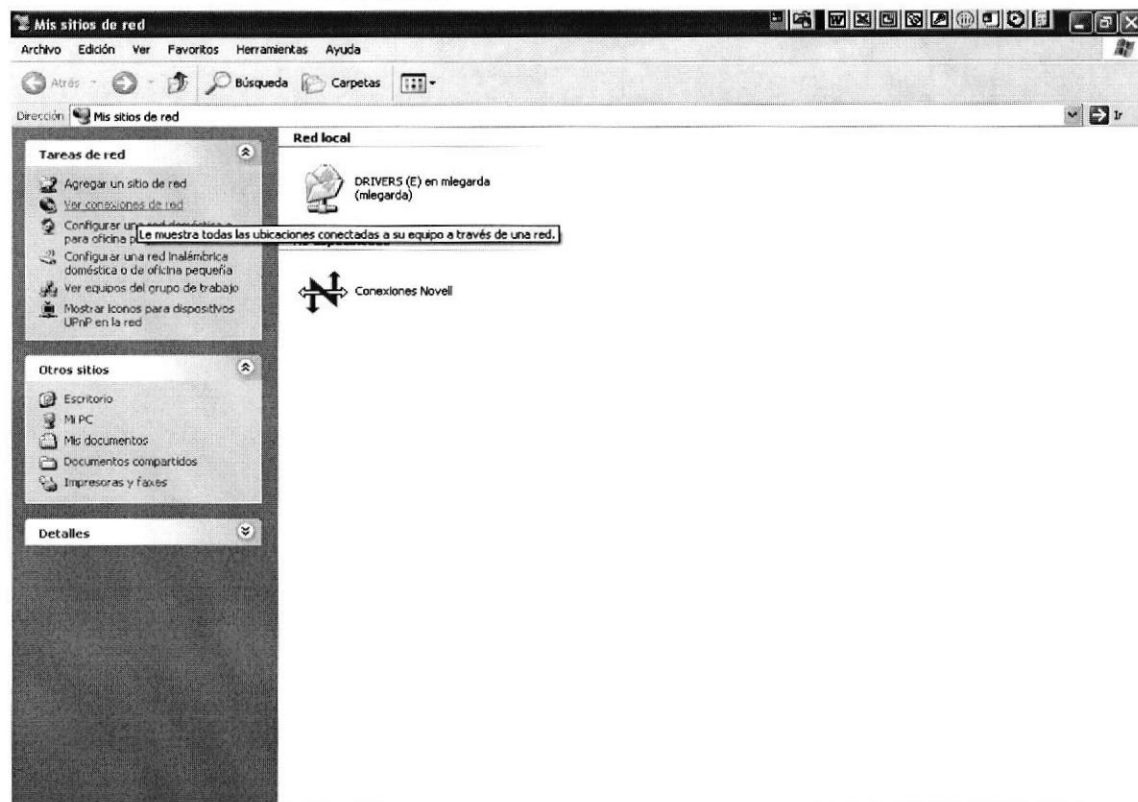 Mis sitios de red
Archivo Edición Ver Favoritos Herramientas Ayuda
Atrás Búsqueda Carpetas
Dirección Mis sitios de red Ir
Tareas de red
Agregar un sitio de red
Ver conexiones de red
Configurar una red doméstica o
para oficina p
Le muestra todas las ubicaciones conectadas a su equipo a través de una red.
Configurar una red inalámbrica
doméstica o de oficina pequeña
Ver equipos del grupo de trabajo
Mostrar iconos para dispositivos
UPnP en la red
Otros sitios
Escritorio
Mi PC
Mis documentos
Documentos compartidos
Impresoras y faxes
Detalles
Red local
DRIVERS (E) en mlegarda
(mlegarda)
Conexiones Novell